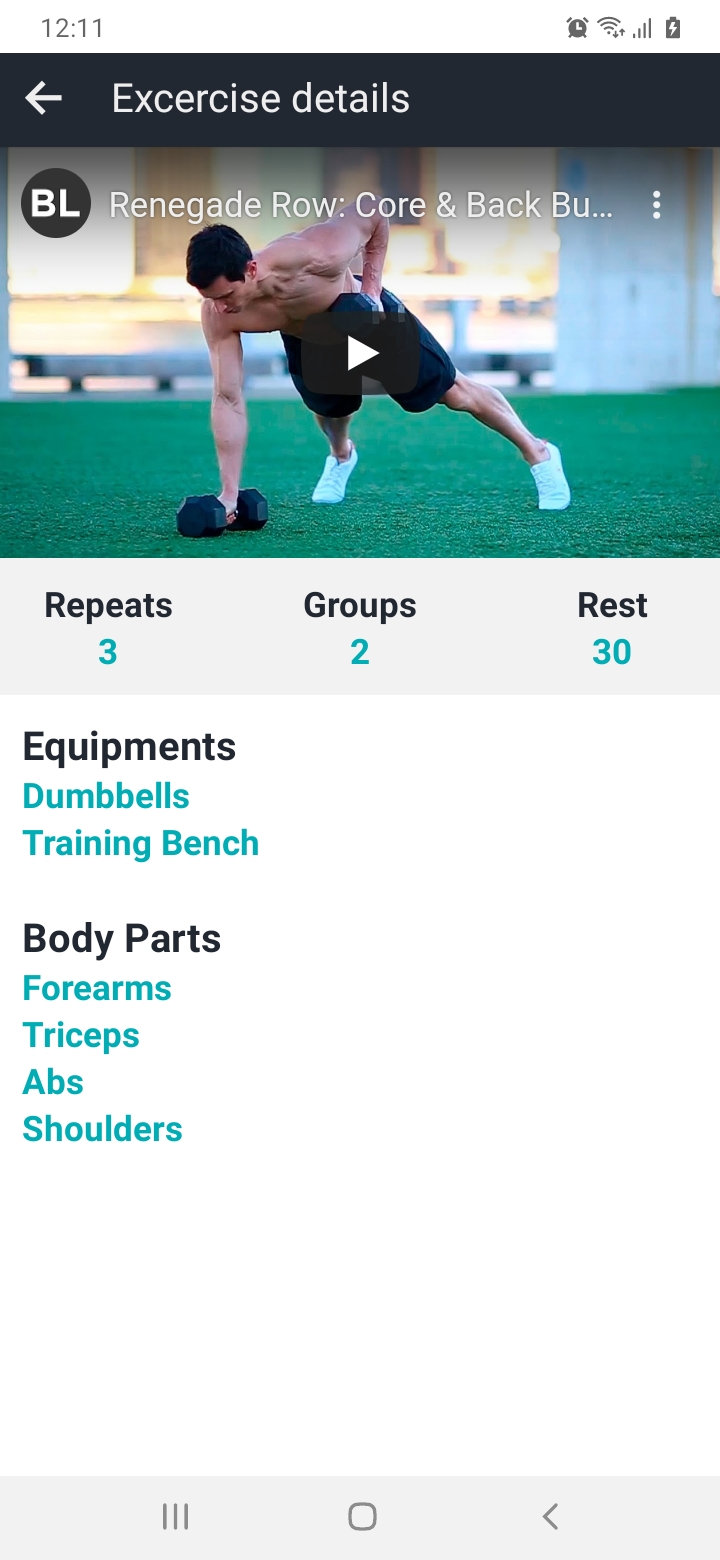 12:11
Excercise details
BL
Renegade Row: Core & Back Bu...
Repeats
Groups
Rest
3
2
30
Equipments
Dumbbells
Training Bench
Body Parts
Forearms
Triceps
Abs
Shoulders